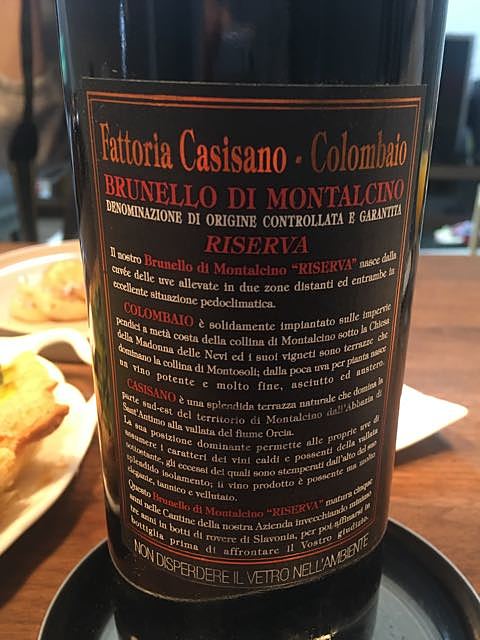 Fattoria Casisano - Colombaio
BRUNELLO DI MONTALCINO
DENOMINAZIONE DI ORIGINE CONTROLLATA E GARANTITA
RISERVA
Il nostro Brunello di Montalcino "RISERVA" nasce dalla
cuvée delle uve allevate in due zone distanti ed entrambe in
eccellente situazione pedoclimatica.
COLOMBAIO è solidamente impiantato sulle impervie
pendici a metà costa della collina di Montalcino sotto la Chiesa
della Madonna delle Nevi ed i suoi vigneti sono terrazze che
dominano la collina di Montosoli; dalla poca uva per pianta nasce
un vino potente e molto fine, asciutto ed austero.
CASISANO è una splendida terrazza naturale che domina la
parte sud-est del territorio di Montalcino dall'Abbazia di
Sant'Antimo alla vallata del fiume Orcia.
La sua posizione dominante permette alle proprie uve di
assumere i caratteri dei vini caldi e possenti della vallata
sottostante, gli eccessi dei quali sono stemperati dall'alto del suo
splendido isolamento; il vino prodotto è possente ma molto
elegante, tannico e vellutato.
Questo Brunello di Montalcino "RISERVA" matura cinque
anni nelle Cantine della nostra Azienda invecchiando minimo
tre anni in botti di rovere di Slavonia, per poi affinarsi in
bottiglia prima di affrontare il Vostro giudizio.
NON DISPERDERE IL VETRO NELL'AMBIENTE